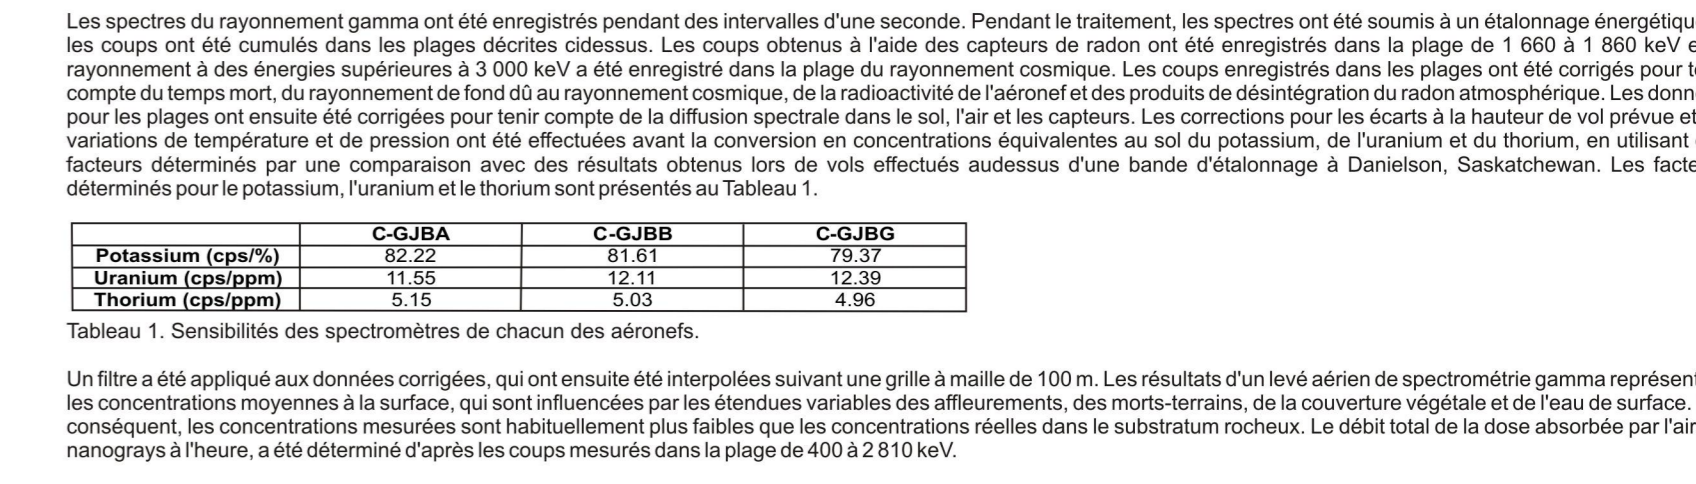 Les spectres du rayonnement gamma ont été enregistrés pendant des intervalles d'une seconde. Pendant le traitement, les spectres ont été soumis à un étalonnage énergétiqu
les coups ont été cumulés dans les plages décrites cidessus. Les coups obtenus à l'aide des capteurs de radon ont été enregistrés dans la plage de 1 660 à 1 860 keV e
rayonnement à des énergies supérieures à 3 000 keV a été enregistré dans la plage du rayonnement cosmique. Les coups enregistrés dans les plages ont été corrigés pour t
compte du temps mort, du rayonnement de fond dû au rayonnement cosmique, de la radioactivité de l'aéronef et des produits de désintégration du radon atmosphérique. Les donn
pour les plages ont ensuite été corrigées pour tenir compte de la diffusion spectrale dans le sol, l'air et les capteurs. Les corrections pour les écarts à la hauteur de vol prévue et
variations de température et de pression ont été effectuées avant la conversion en concentrations équivalentes au sol du potassium, de l'uranium et du thorium, en utilisant
facteurs déterminés par une comparaison avec des résultats obtenus lors de vols effectués audessus d'une bande d'étalonnage à Danielson, Saskatchewan. Les facte
déterminés pour le potassium, l'uranium et le thorium sont présentés au Tableau 1.
C-GJBA C-GJBB C-GJBG
Potassium (cps/%) 82.22 81.61 79.37
Uranium (cps/ppm) 11.55 12.11 12.39
Thorium (cps/ppm) 5.15 5.03 4.96
Tableau 1. Sensibilités des spectromètres de chacun des aéronefs.
Un filtre a été appliqué aux données corrigées, qui ont ensuite été interpolées suivant une grille à maille de 100 m. Les résultats d'un levé aérien de spectrométrie gamma représent
les concentrations moyennes à la surface, qui sont influencées par les étendues variables des affleurements, des morts-terrains, de la couverture végétale et de l'eau de surface.
conséquent, les concentrations mesurées sont habituellement plus faibles que les concentrations réelles dans le substratum rocheux. Le débit total de la dose absorbée par l'air
nanograys à l'heure, a été déterminé d'après les coups mesurés dans la plage de 400 à 2 810 keV.